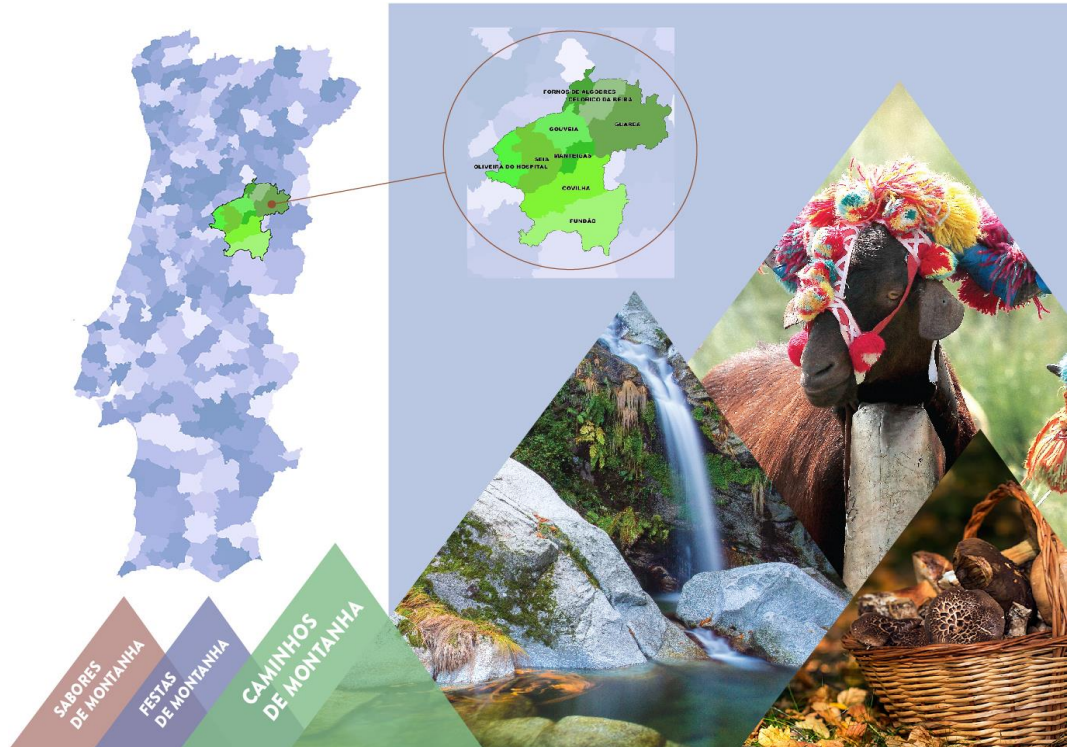 FORNOS DE ALGODRES
CELORICO DA BEIRA
GUARDA
GOUVEIA
MANTEIGAS
SEIA
OLIVEIRA DO HOSPITAL
COVILHÃ
FUNDÃO
SABORES
DE MONTANHA
FESTAS
DE MONTANHA
CAMINHOS
DE MONTANHA